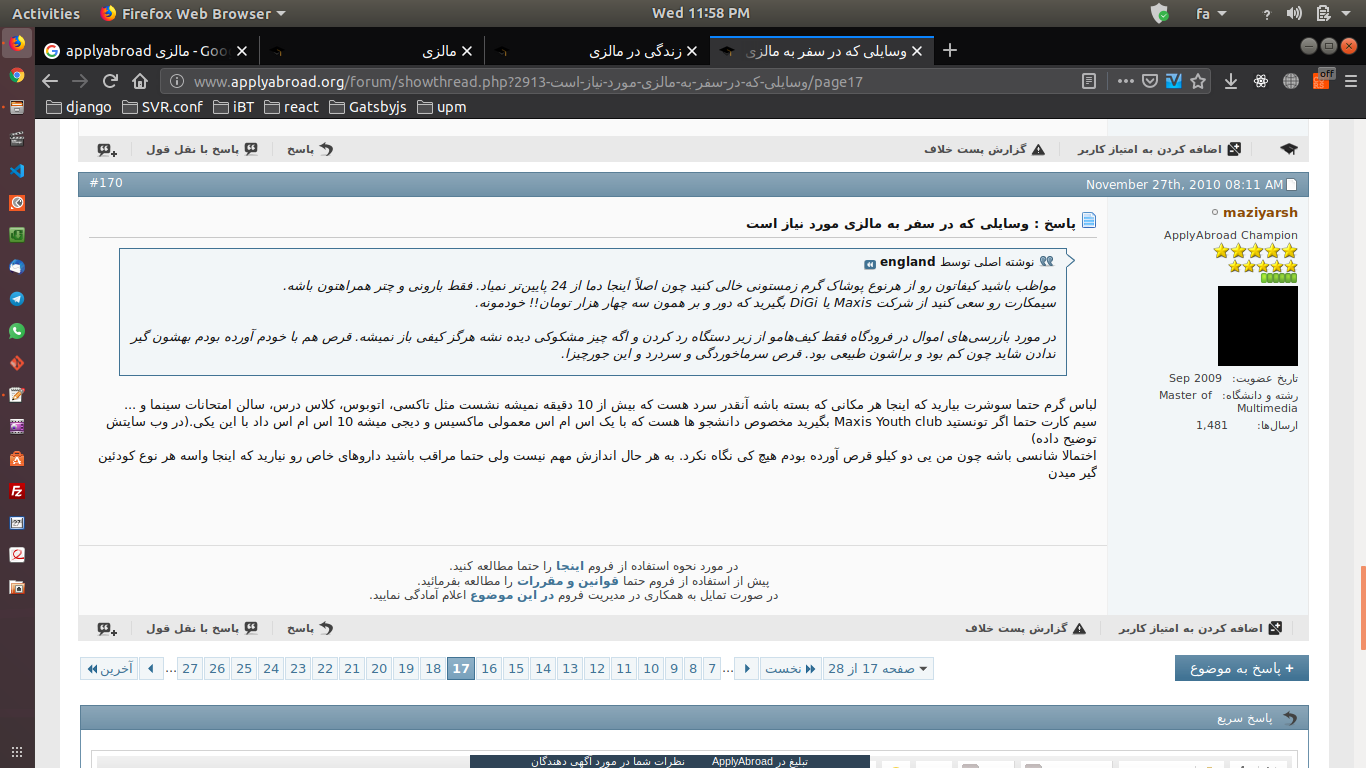 Activities
Firefox Web Browser
Wed 11:58 PM
fa
applyabroad مالزی - Goo
مالزی
زندگی در مالزی
وسایلی که در سفر به مالزی
www.applyabroad.org/forum/showthread.php?2913-وسایلی-که-در-سفر-به-مالزی-مورد-نیاز-است/page17
off
django
SVR.conf
iBT
react
Gatsbyjs
upm
اضافه کردن به امتیاز کاربر
گزارش پست خلاف
پاسخ
پاسخ با نقل قول
November 27th, 2010 08:11 AM
#170
maziyarsh
ApplyAbroad Champion
تاریخ عضویت: Sep 2009
رشته و دانشگاه: Master of
Multimedia
ارسال‌ها: 1,481
پاسخ : وسایلی که در سفر به مالزی مورد نیاز است
نوشته اصلی توسط england
مواظب باشید کیفاتون رو از هرنوع پوشاک گرم زمستونی خالی کنید چون اصلاً اینجا دما از 24 پایین‌تر نمیاد. فقط بارونی و چتر همراهتون باشه.
سیمکارت رو سعی کنید از شرکت Maxis یا DiGi بگیرید که دور و بر همون سه چهار هزار تومان!! خودمونه.
در مورد بازرسی‌های اموال در فرودگاه فقط کیف‌هامو از زیر دستگاه رد کردن و اگه چیز مشکوکی دیده نشه هرگز کیفی باز نمیشه. قرص هم با خودم آورده بودم بهشون گیر
ندادن شاید چون کم بود و براشون طبیعی بود. قرص سرماخوردگی و سردرد و این جورچیزا.
لباس گرم حتما سوشرت بیارید که اینجا هر مکانی که بسته باشه آنقدر سرد هست که بیش از 10 دقیقه نمیشه نشست مثل تاکسی، اتوبوس، کلاس درس، سالن امتحانات سینما و ...
سیم کارت حتما اگر تونستید Maxis Youth club بگیرید مخصوص دانشجو ها هست که با یک اس ام اس معمولی ماکسیس و دیجی میشه 10 اس ام اس داد با این یکی.(در وب سایتش
توضیح داده)
اختمالا شانسی باشه چون من یی دو کیلو قرص آورده بودم هیچ کی نگاه نکرد. به هر حال اندازش مهم نیست ولی حتما مراقب باشید داروهای خاص رو نیارید که اینجا واسه هر نوع کودئین
گیر میدن
در مورد نحوه استفاده از فروم اینجا را حتما مطالعه کنید.
پیش از استفاده از فروم حتما قوانین و مقررات را مطالعه بفرمائید.
در صورت تمایل به همکاری در مدیریت فروم در این موضوع اعلام آمادگی نمایید.
اضافه کردن به امتیاز کاربر
گزارش پست خلاف
پاسخ
پاسخ با نقل قول
+ پاسخ به موضوع
صفحه 17 از 28
نخست
... 7 8 9 10 11 12 13 14 15 16 17 18 19 20 21 22 23 24 25 26 27 ...
آخرین
پاسخ سریع
تبلیغ در ApplyAbroad
نظرات شما در مورد آگهی دهندگان